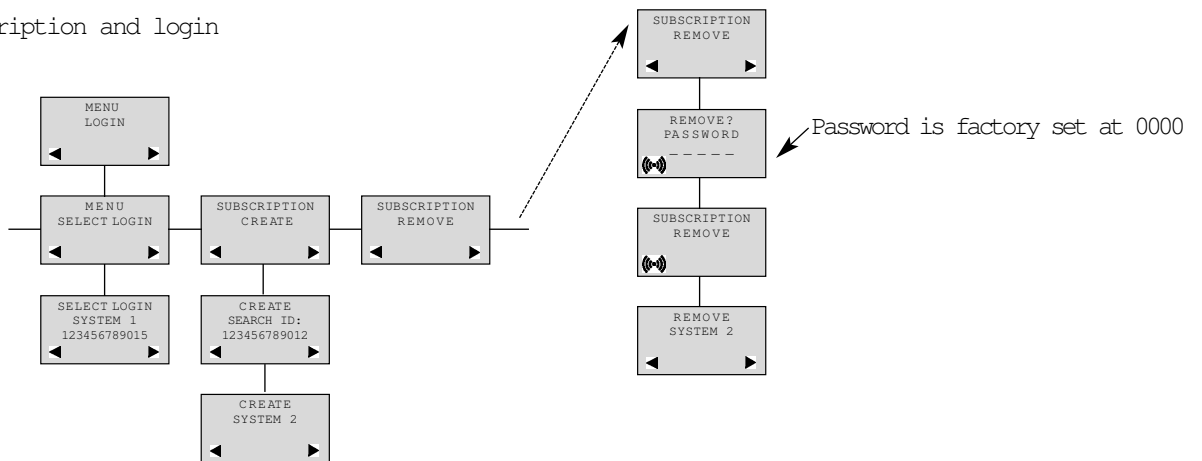 ription and login
MENU
LOGIN
MENU
SELECT LOGIN
SELECT LOGIN
SYSTEM 1
123456789015
SUBSCRIPTION
CREATE
CREATE
SEARCH ID:
123456789012
CREATE
SYSTEM 2
SUBSCRIPTION
REMOVE
SUBSCRIPTION
REMOVE
REMOVE?
PASSWORD
_ _ _ _ _
Password is factory set at 0000
SUBSCRIPTION
REMOVE
REMOVE
SYSTEM 2